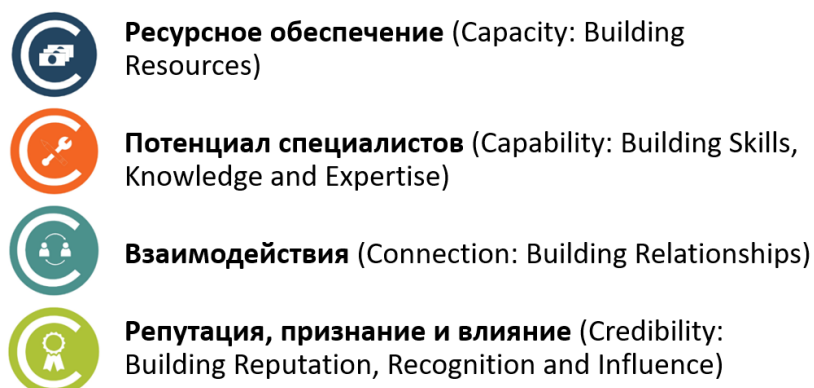 Ресурсное обеспечение (Capacity: Building
Resources)
Потенциал специалистов (Capability: Building Skills,
Knowledge and Expertise)
Взаимодействия (Connection: Building Relationships)
Репутация, признание и влияние (Credibility:
Building Reputation, Recognition and Influence)